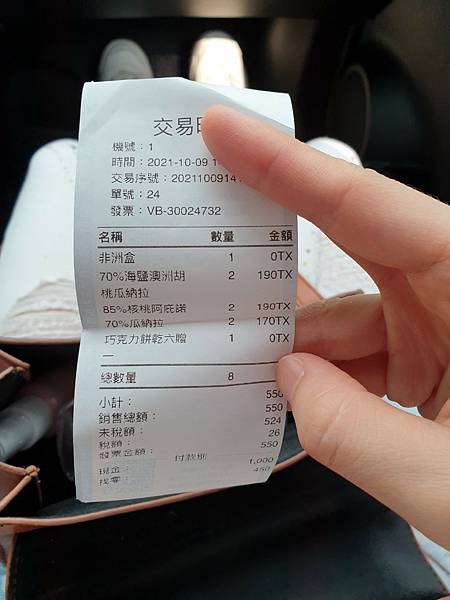 交易
機號：1
時間：2021-10-09 1
交易序號：202110091
單號：24
發票：VB-30024732
名稱 數量 金額
非洲盒 1 0TX
70%海鹽澳洲胡 2 190TX
桃瓜納拉
85%核桃阿庇諾 2 190TX
70%瓜納拉 2 170TX
巧克力餅乾六贈 1 0TX
一
總數量 8
小計： 550
銷售總額： 550
未稅額： 524
稅額： 26
發票金額： 550
付款別
現金： 1,000
找零： 450